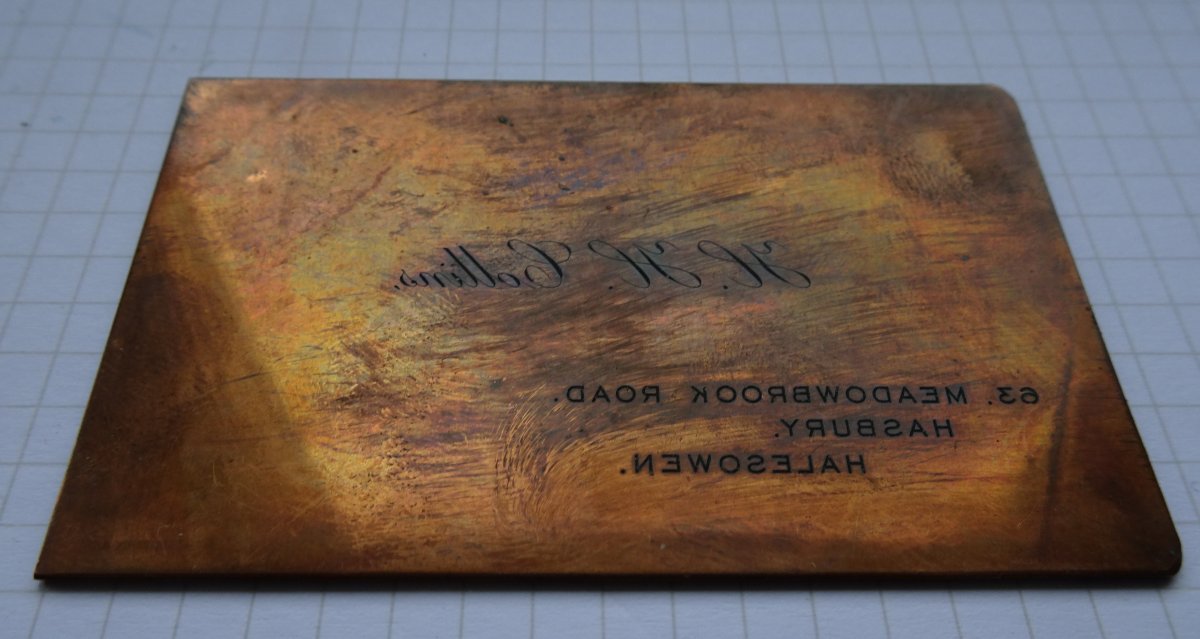 H. H. Collins.
63. MEADOWBROOK ROAD.
HASBURY.
HALESOWEN.